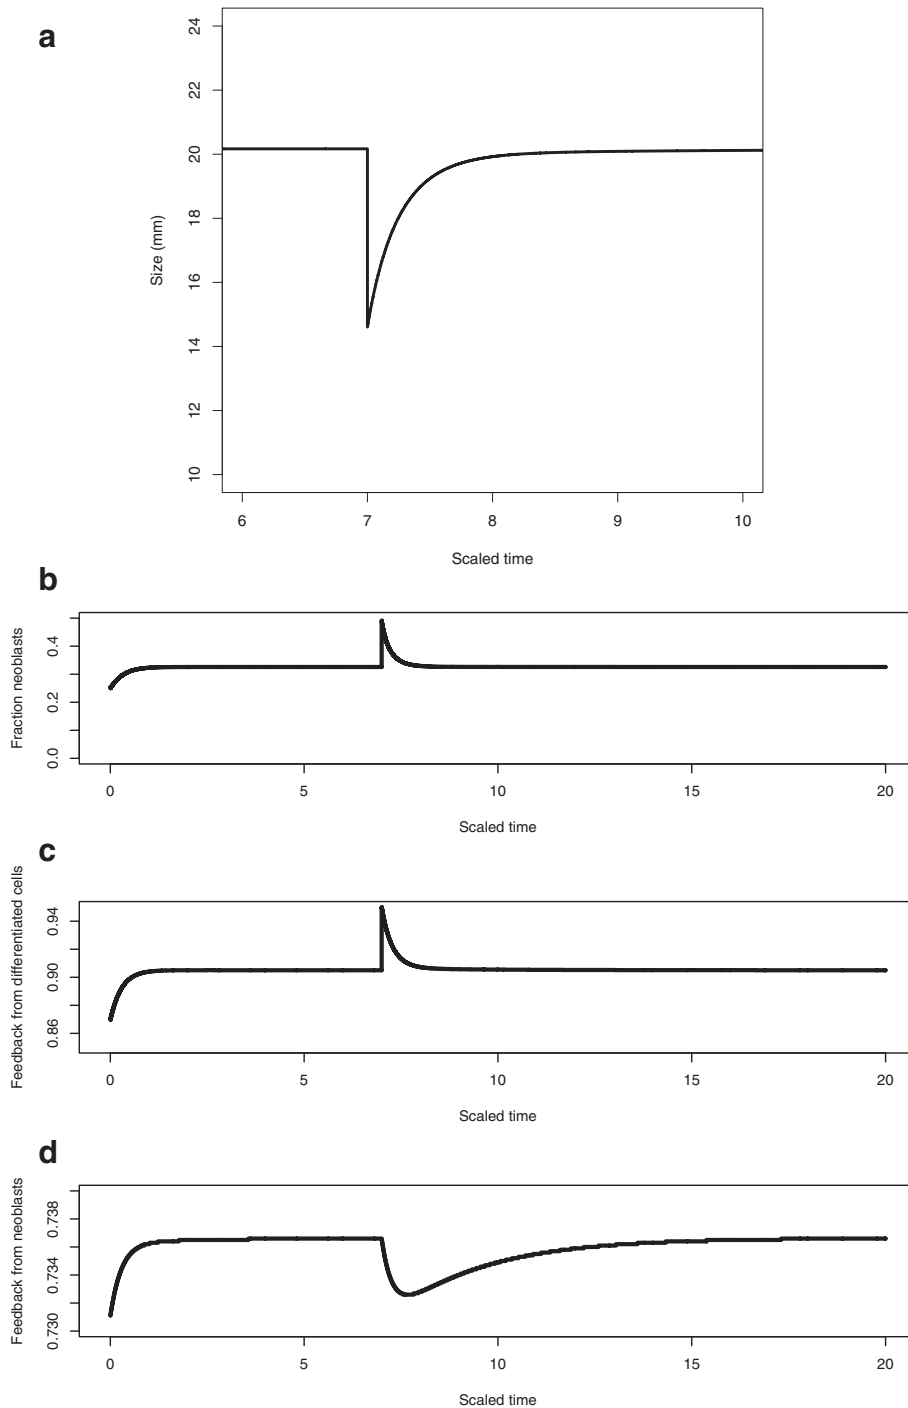 a
24
22
20
18
16
14
12
10
Size (mm)
6 7 8 9 10
Scaled time
b
Fraction neoblasts
0.4
0.2
0.0
0 5 10 15 20
Scaled time
c
Feedback from differentiated cells
0.94
0.90
0.86
0 5 10 15 20
Scaled time
d
Feedback from neoblasts
0.738
0.734
0.730
0 5 10 15 20
Scaled time